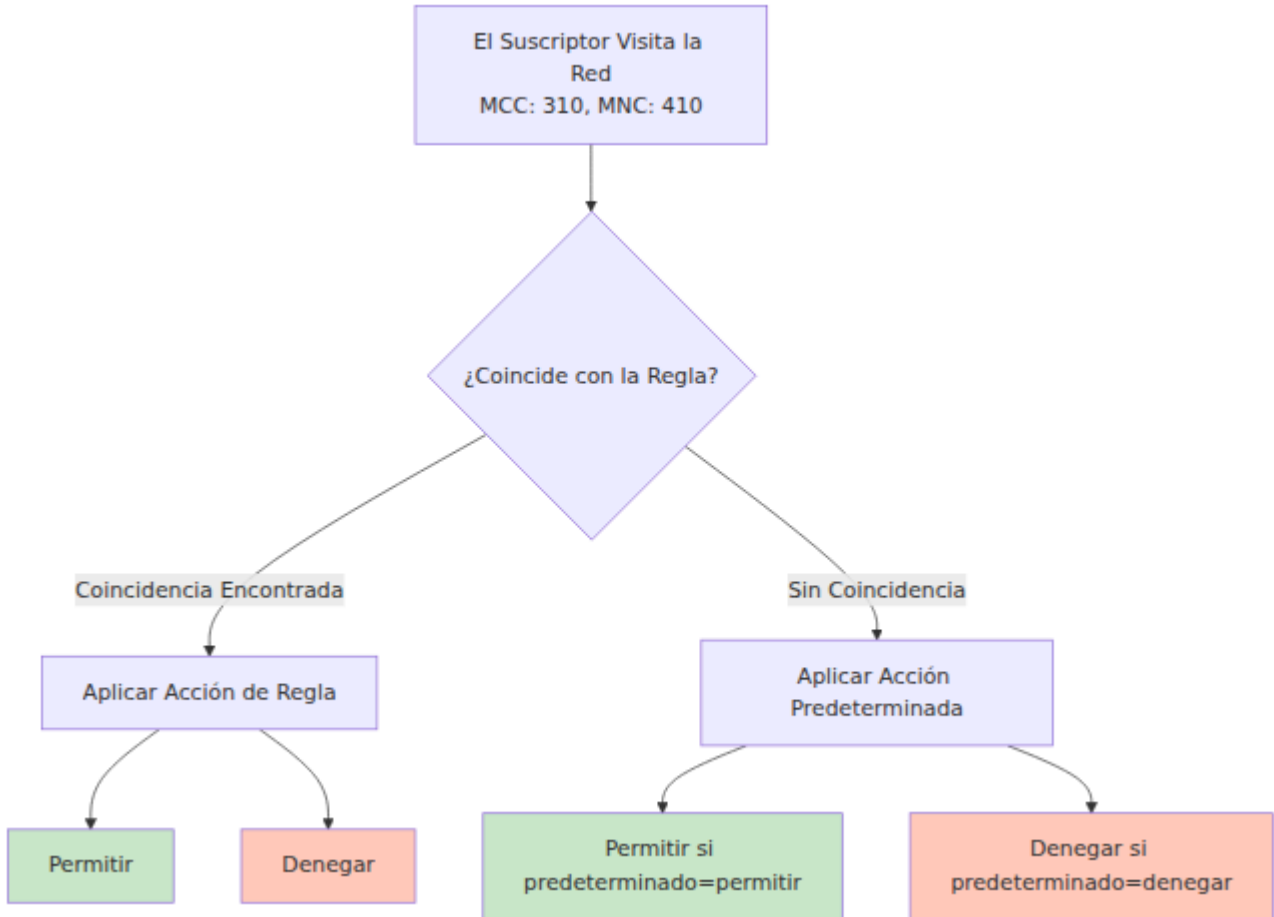 El Suscriptor Visita la
Red
MCC: 310, MNC: 410
¿Coincide con la Regla?
Coincidencia Encontrada
Sin Coincidencia
Aplicar Acción de Regla
Aplicar Acción
Predeterminada
Permitir
Denegar
Permitir si
predeterminado=permitir
Denegar si
predeterminado=denegar